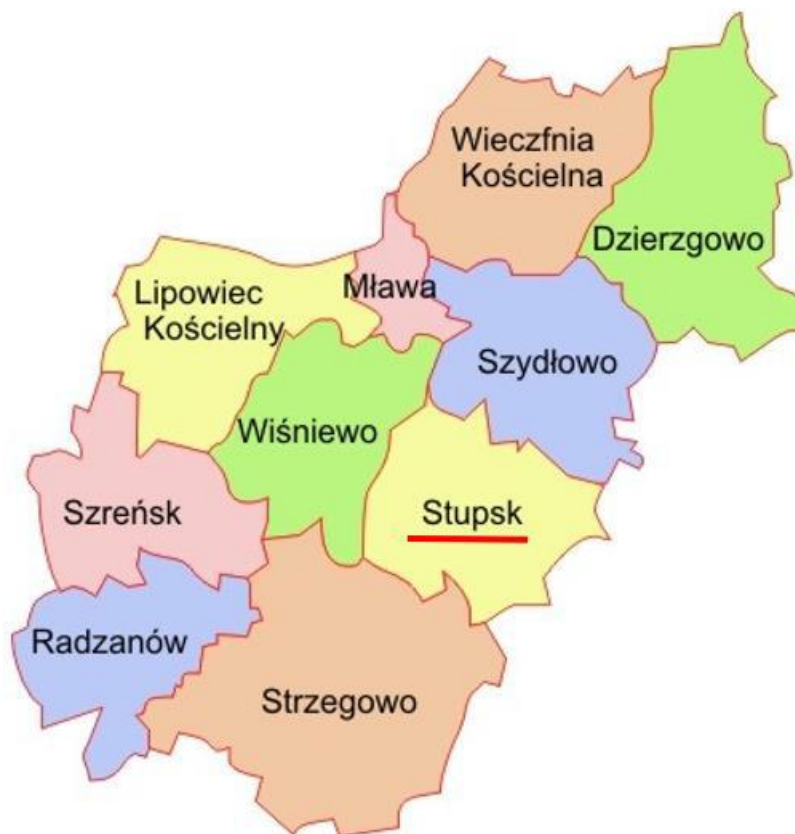 Wieczfnia
Kościelna
Dzierzgowo
Lipowiec
Kościelny
Mława
Szydłowo
Wiśniewo
Szreńsk
Stupsk
Radzanów
Strzegowo